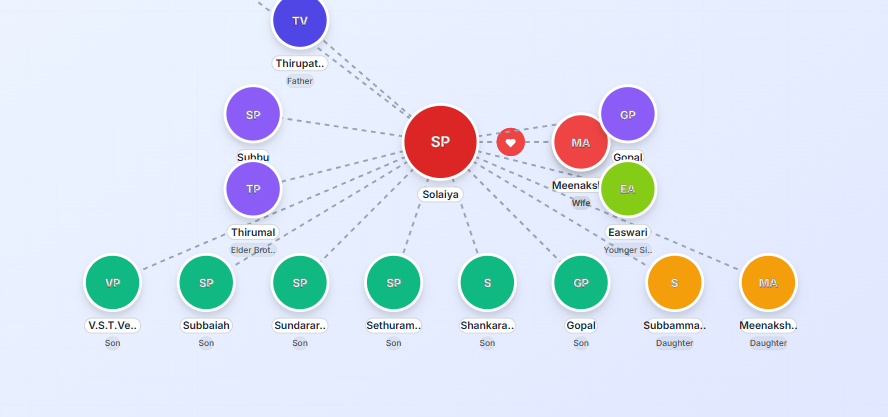 TV
Thirupat..
Father
SP
Subbu
SP
Solaiya
MA
Meenaksh
Wife
GP
Gopal
TP
Thirumal
Elder Brot..
EA
Easwari
Younger Si..
VP
V.S.T.Ve..
Son
SP
Subbaiah
Son
SP
Sundarar..
Son
SP
Sethuram..
Son
S
Shankara..
Son
GP
Gopal
Son
S
Subbamma..
Daughter
MA
Meenaksh..
Daughter